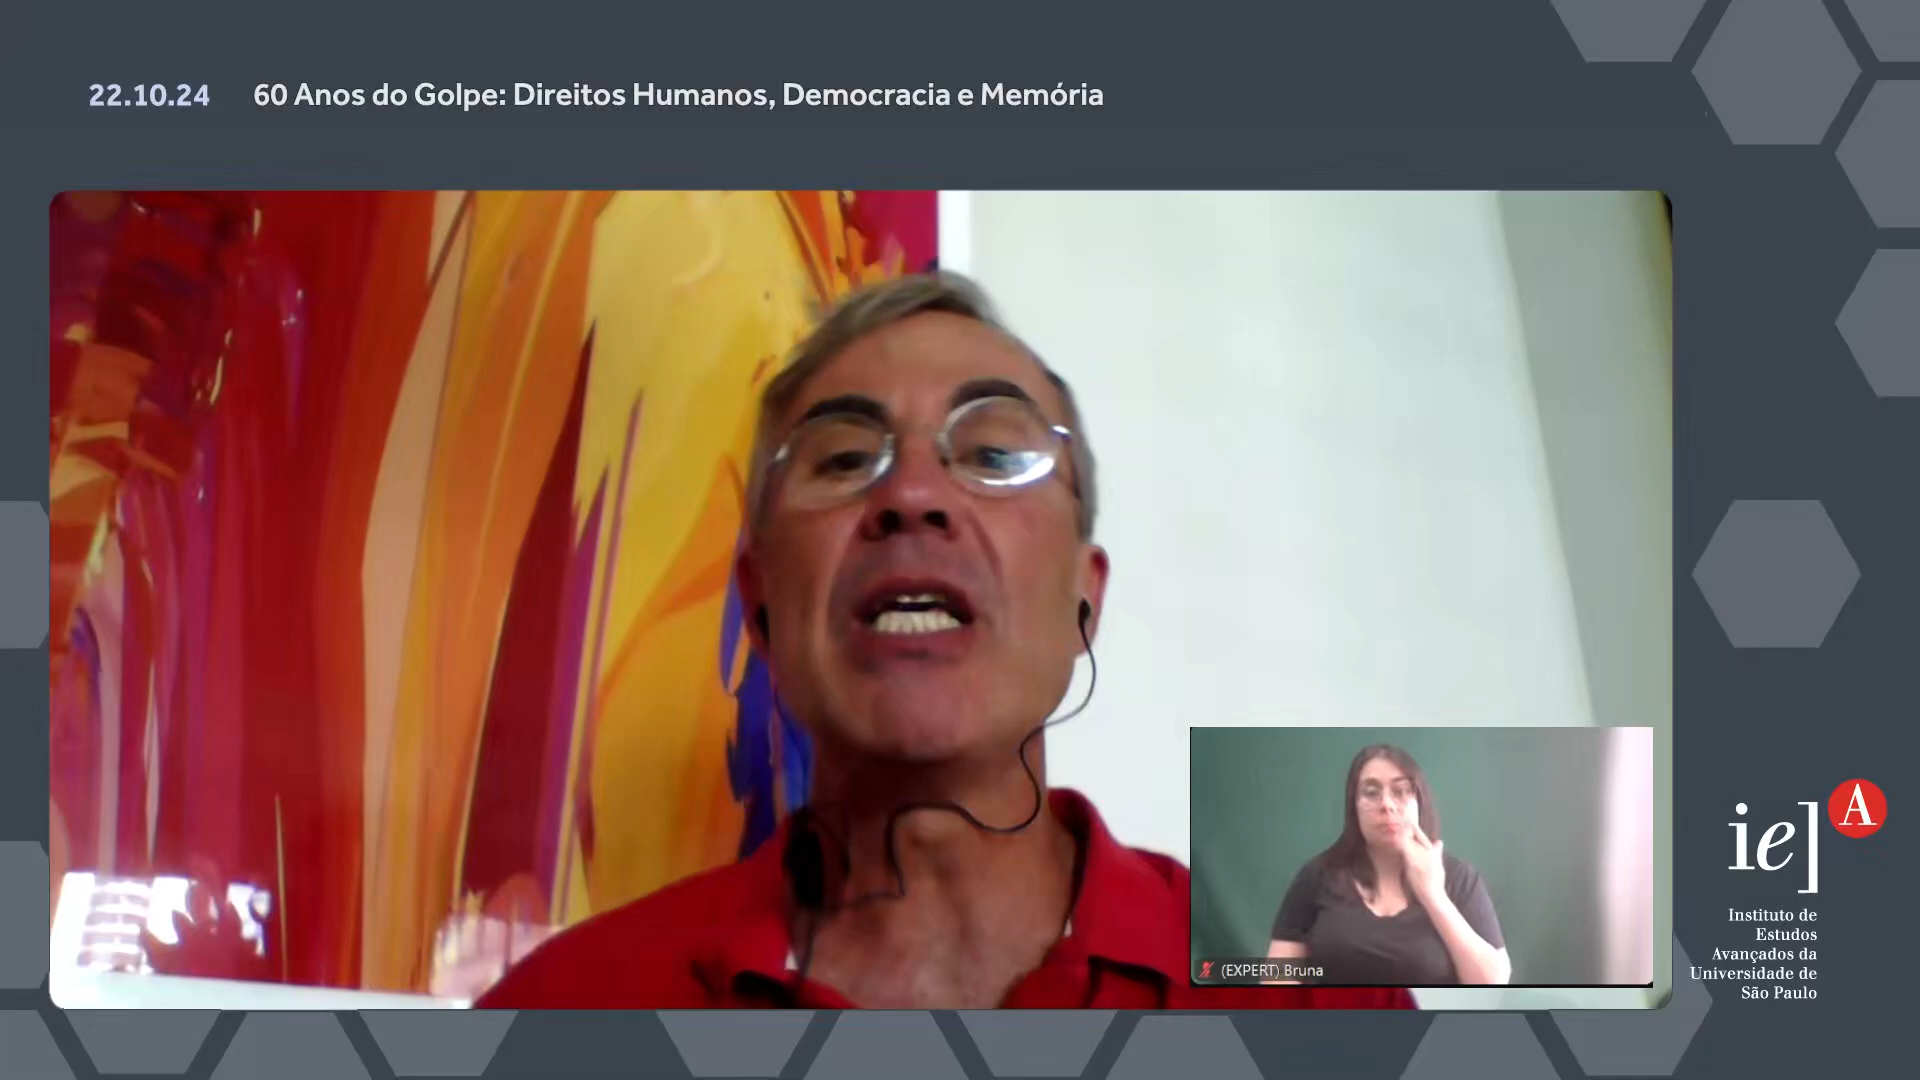 22.10.24 60 Anos do Golpe: Direitos Humanos, Democracia e Memória
(EXPERT) Bruna
ie] A
Instituto de
Estudos
Avançados da
Universidade de
São Paulo